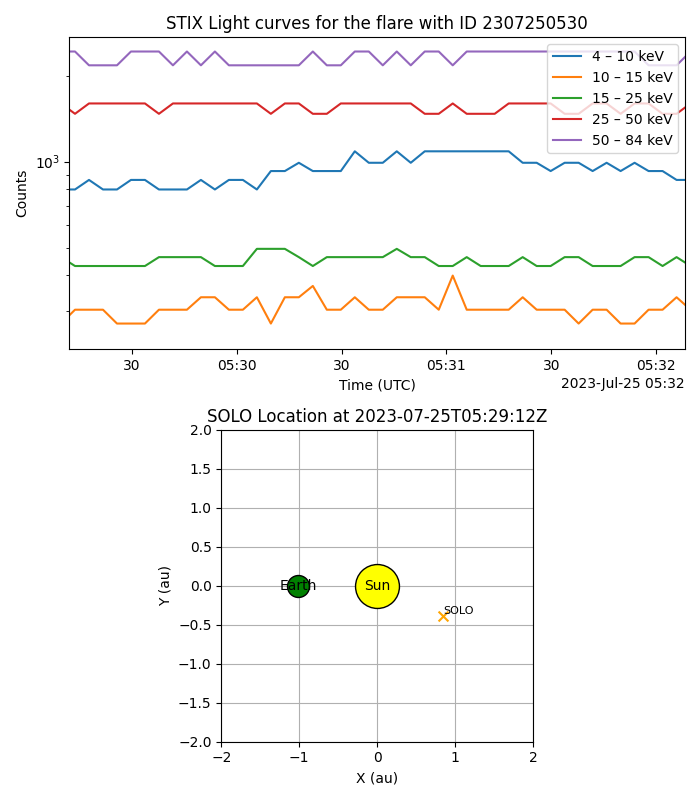 STIX Light curves for the flare with ID 2307250530
4 – 10 keV
10 – 15 keV
15 – 25 keV
25 – 50 keV
50 – 84 keV
10³
Counts
30 05:30 30 05:31 30 05:32
Time (UTC)
2023-Jul-25 05:32
SOLO Location at 2023-07-25T05:29:12Z
2.0
1.5
1.0
0.5
0.0
−0.5
−1.0
−1.5
−2.0
Y (au)
Earth
Sun
SOLO
−2 −1 0 1 2
X (au)